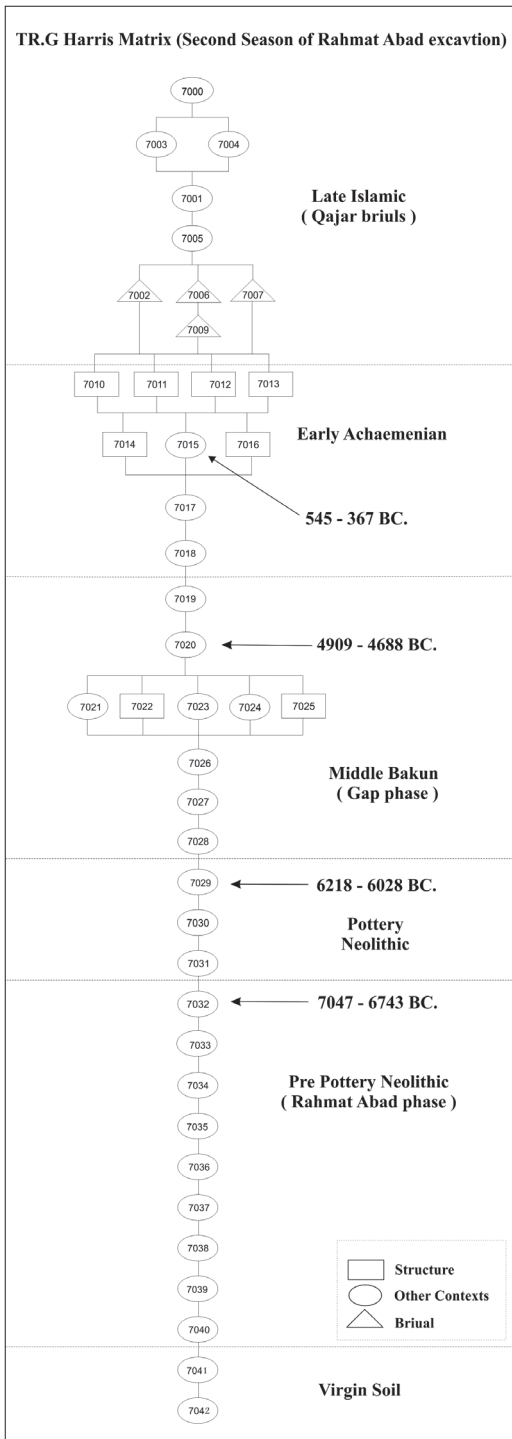 TR.G Harris Matrix (Second Season of Rahmat Abad excavtion)
7000
7003 7004
7001
Late Islamic
( Qajar briuls )
7005
7002 7006 7007
7009
7010 7011 7012 7013
7014 7015 7016
Early Achaemenian
7017
545 - 367 BC.
7018
7019
7020
4909 - 4688 BC.
7021 7022 7023 7024 7025
7026
Middle Bakun
( Gap phase )
7027
7028
7029
6218 - 6028 BC.
7030
Pottery
Neolithic
7031
7032
7047 - 6743 BC.
7033
7034
Pre Pottery Neolithic
( Rahmat Abad phase )
7035
7036
7037
7038
7039
7040
Structure
Other Contexts
Briual
7041
Virgin Soil
7042